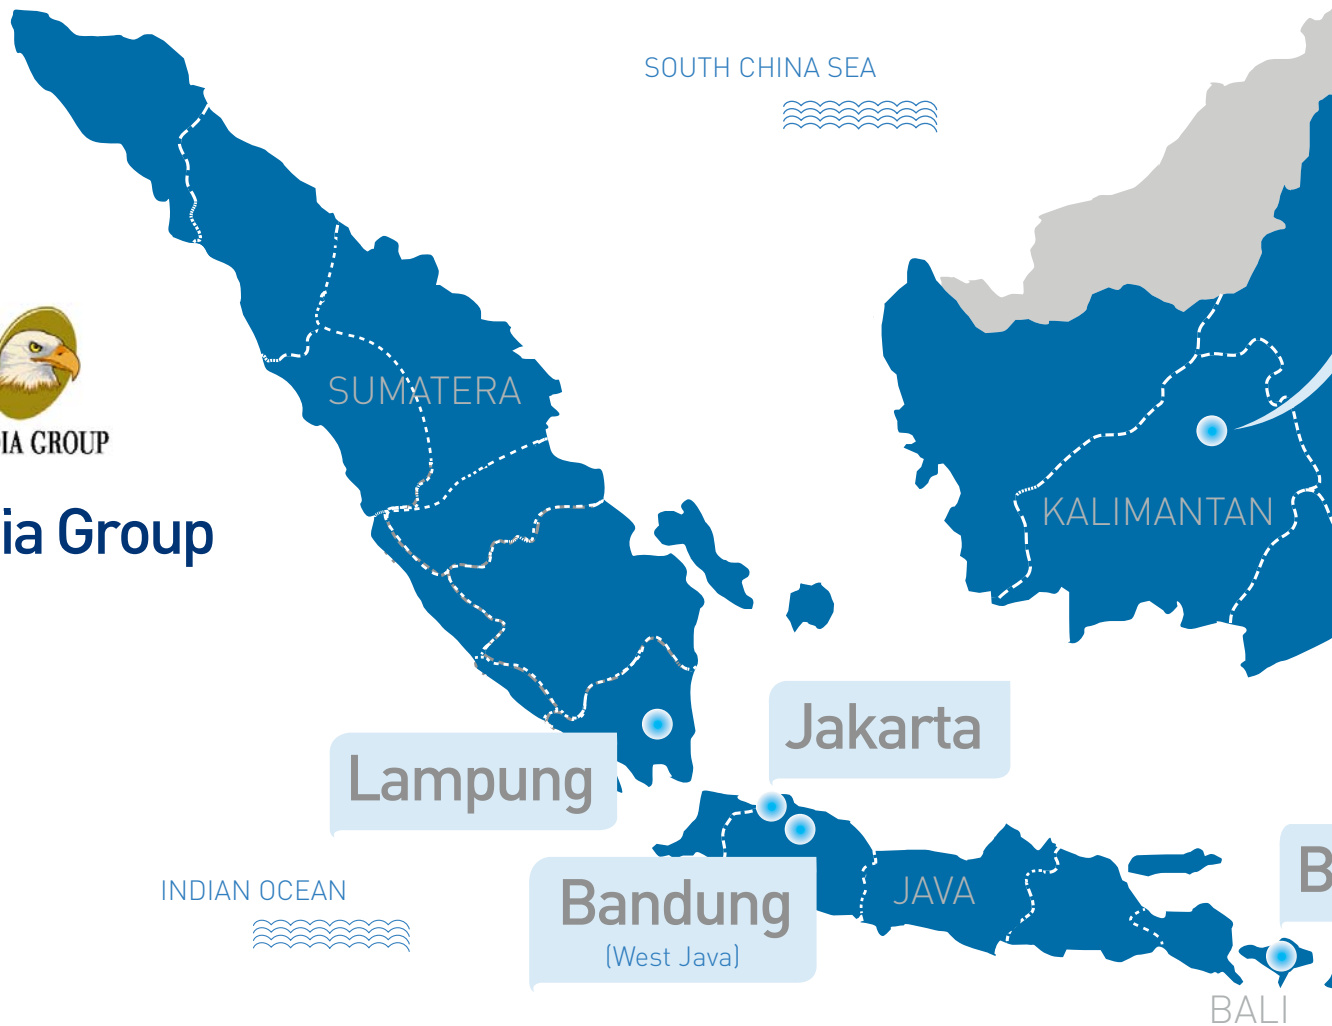 SOUTH CHINA SEA
SUMATERA
IA GROUP
ia Group
KALIMANTAN
Jakarta
Lampung
Bandung
(West Java)
JAVA
INDIAN OCEAN
B
BALI